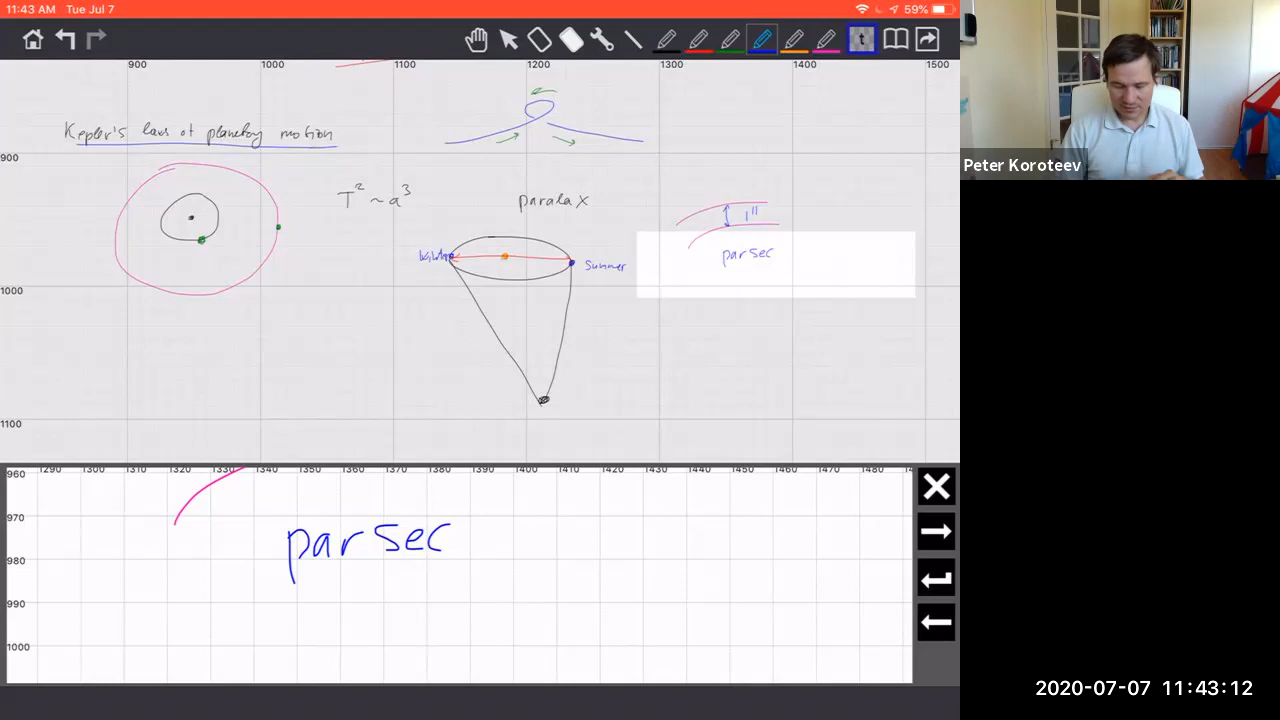 11:43 AM Tue Jul 7
59%
t
900 1000 1100 1200 1300 1400 1500
Kepler's laws of planetary motion
900
T² ~ a³
paralax
1"
parsec
Summer
1000
1100
1290 1300 1310 1320 1330 1340 1350 1360 1370 1380 1390 1400 1410 1420 1430 1440 1450 1460 1470 1480
960
970
parsec
980
990
1000
Peter Koroteev
2020-07-07 11:43:12